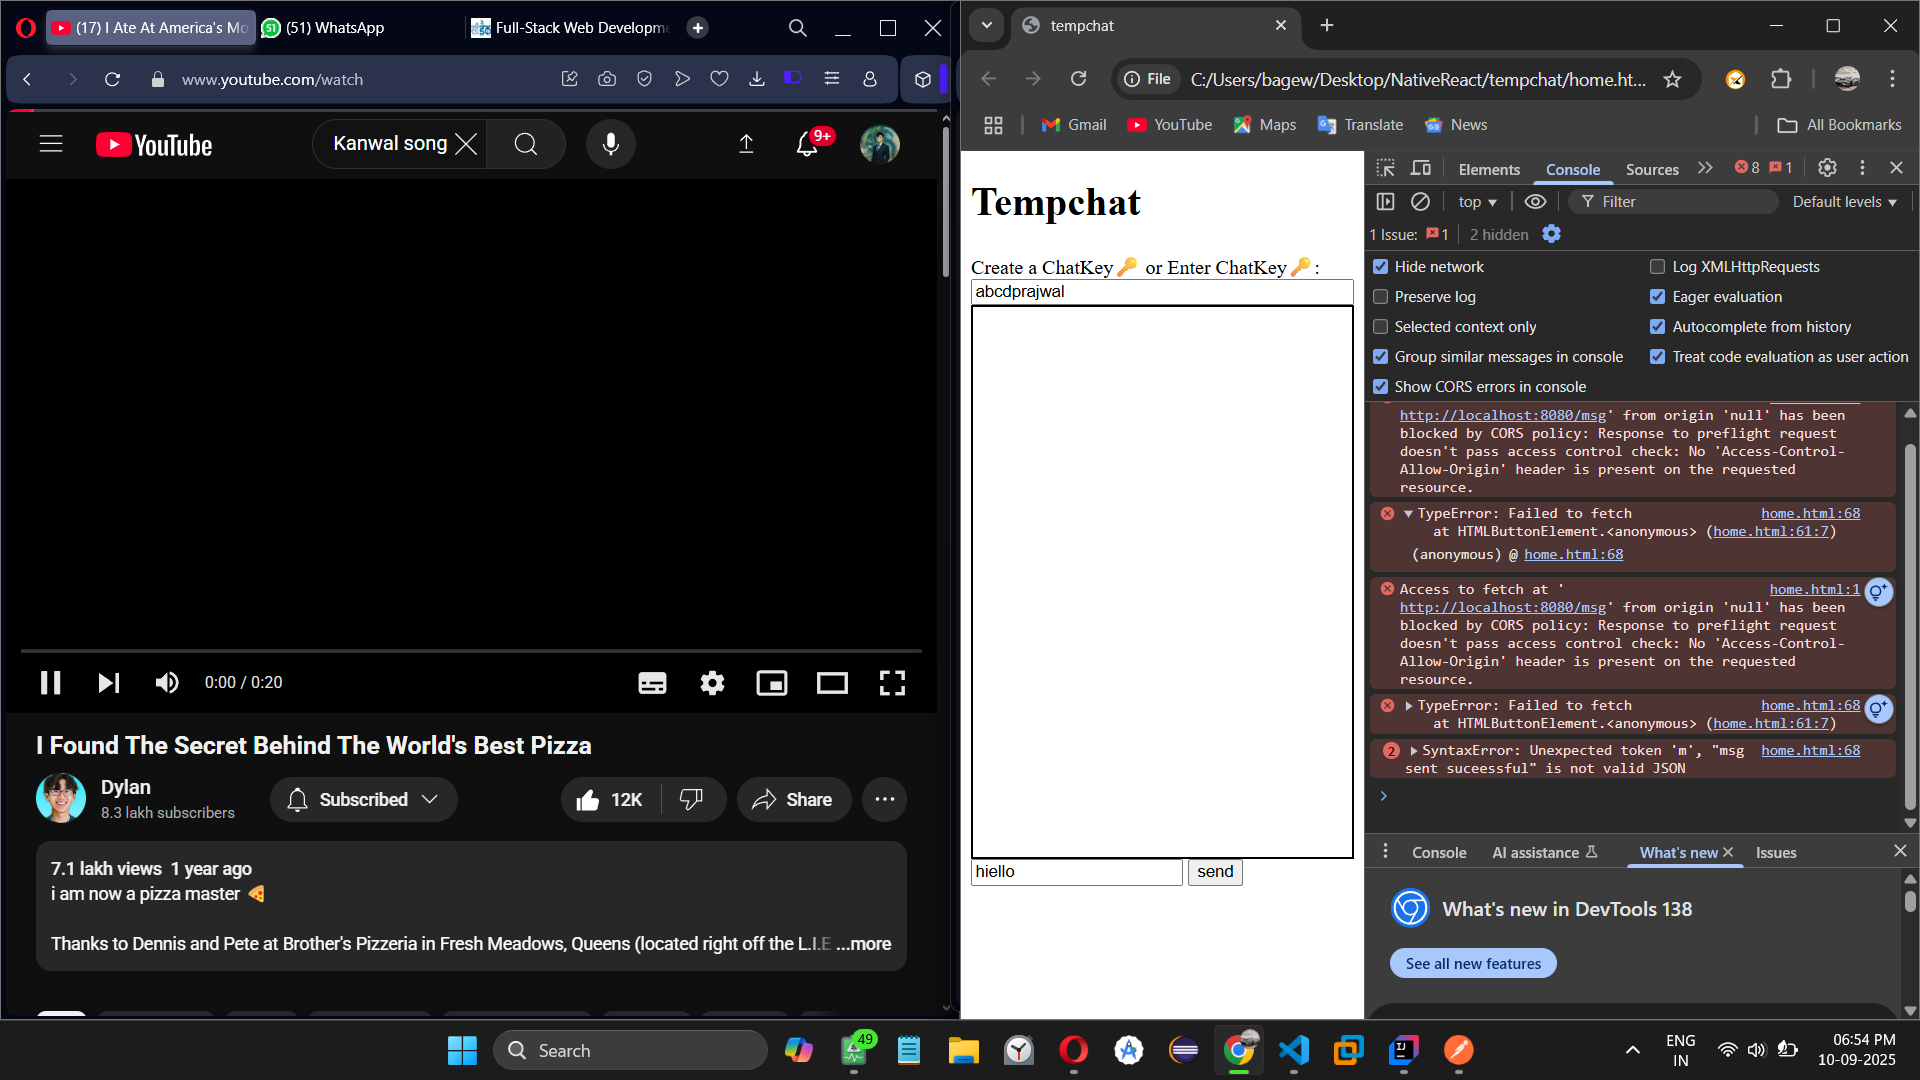 (17) I Ate At America's Mo
(51) WhatsApp
Full-Stack Web Developme
www.youtube.com/watch
YouTube
Kanwal song
9+
0:00 / 0:20
I Found The Secret Behind The World's Best Pizza
Dylan
8.3 lakh subscribers
Subscribed
12K
Share
7.1 lakh views 1 year ago
i am now a pizza master
Thanks to Dennis and Pete at Brother's Pizzeria in Fresh Meadows, Queens (located right off the L.I.E ...more
tempchat
File
C:/Users/bagew/Desktop/NativeReact/tempchat/home.ht...
Gmail
YouTube
Maps
Translate
News
All Bookmarks
Tempchat
Create a ChatKey🔑 or Enter ChatKey🔑:
abcdprajwal
hiello
send
Elements
Console
Sources
8
1
top
Filter
Default levels
1 Issue: 1
2 hidden
Hide network
Log XMLHttpRequests
Preserve log
Eager evaluation
Selected context only
Autocomplete from history
Group similar messages in console
Treat code evaluation as user action
Show CORS errors in console
http://localhost:8080/msg' from origin 'null' has been
blocked by CORS policy: Response to preflight request
doesn't pass access control check: No 'Access-Control-
Allow-Origin' header is present on the requested
resource.
TypeError: Failed to fetch home.html:68
at HTMLButtonElement.<anonymous> (home.html:61:7)
(anonymous) @ home.html:68
Access to fetch at ' home.html:1
http://localhost:8080/msg' from origin 'null' has been
blocked by CORS policy: Response to preflight request
doesn't pass access control check: No 'Access-Control-
Allow-Origin' header is present on the requested
resource.
TypeError: Failed to fetch home.html:68
at HTMLButtonElement.<anonymous> (home.html:61:7)
2 SyntaxError: Unexpected token 'm', "msg home.html:68
sent suceessful" is not valid JSON
Console
AI assistance
What's new
Issues
What's new in DevTools 138
See all new features
Search
49
ENG
IN
06:54 PM
10-09-2025